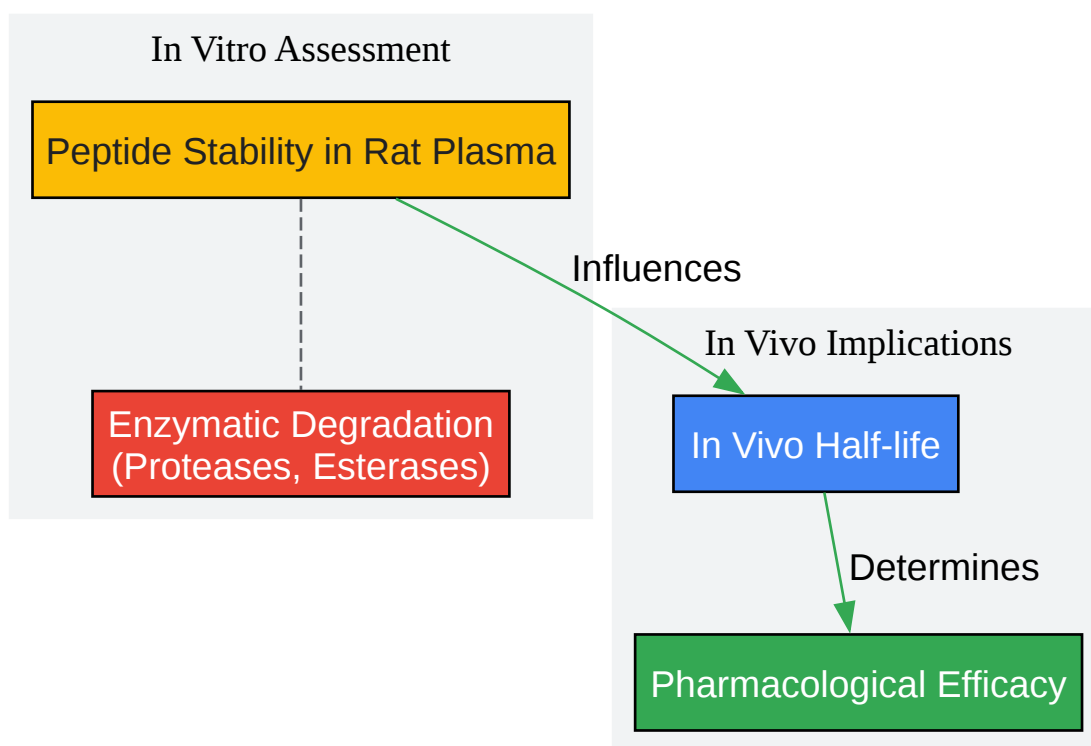 In Vitro Assessment
Peptide Stability in Rat Plasma
Influences
In Vivo Implications
Enzymatic Degradation
(Proteases, Esterases)
In Vivo Half-life
Determines
Pharmacological Efficacy